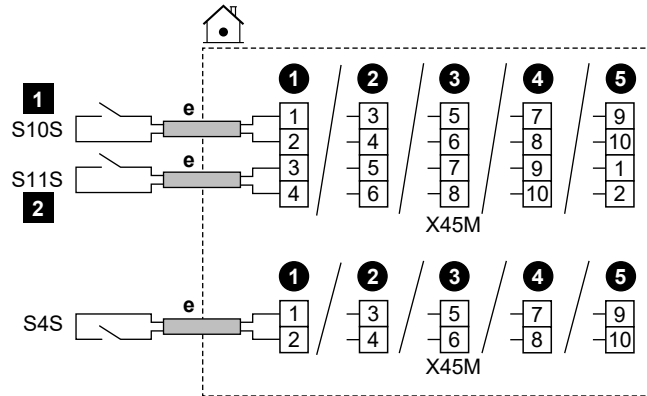 1 2 3 4 5
1 e 1 3 5 7 9
S10S 2 4 6 8 10
S11S e 3 5 7 9 1
2 4 6 8 10 2
X45M
1 2 3 4 5
e 1 3 5 7 9
S4S 2 4 6 8 10
X45M